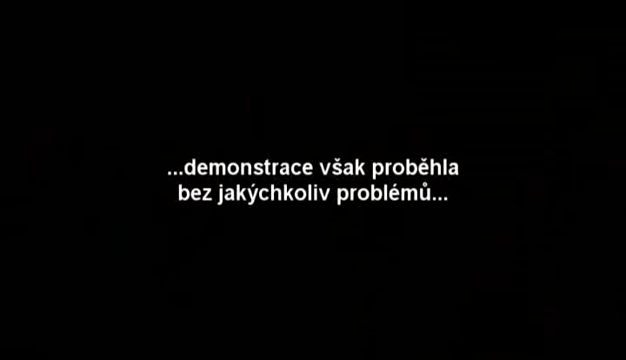 ...demonstrace však proběhla
bez jakýchkoliv problémů...